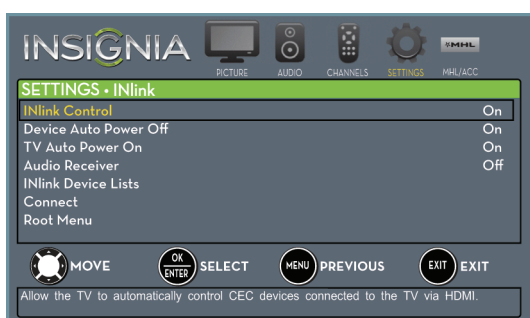 INSIGNIA
PICTURE AUDIO CHANNELS SETTINGS MHL/ACC
MHL
SETTINGS • INlink
INlink Control On
Device Auto Power Off On
TV Auto Power On On
Audio Receiver Off
INlink Device Lists
Connect
Root Menu
MOVE OK ENTER SELECT MENU PREVIOUS EXIT EXIT
Allow the TV to automatically control CEC devices connected to the TV via HDMI.